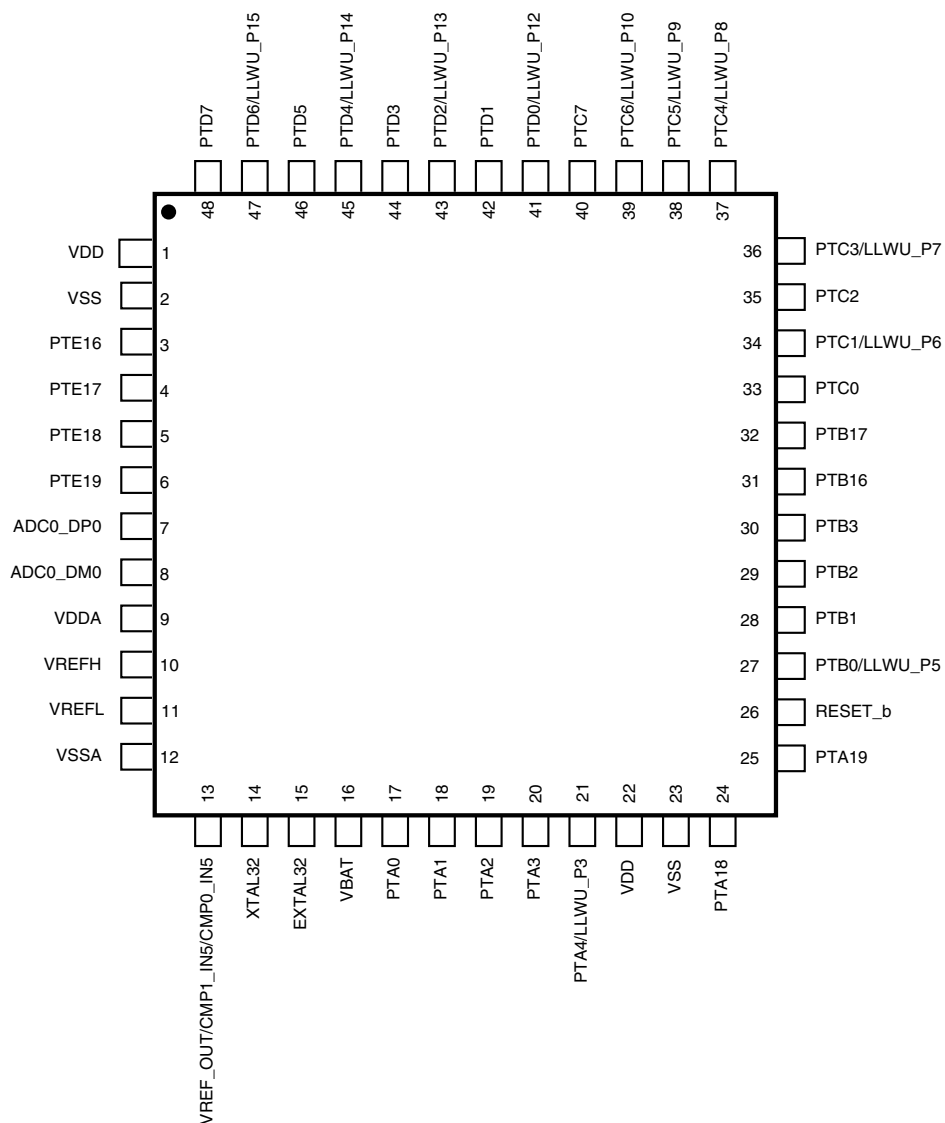 PTD7
PTD6/LLWU_P15
PTD5
PTD4/LLWU_P14
PTD3
PTD2/LLWU_P13
PTD1
PTD0/LLWU_P12
PTC7
PTC6/LLWU_P10
PTC5/LLWU_P9
PTC4/LLWU_P8
48
47
46
45
44
43
42
41
40
39
38
37
VDD 1
VSS 2
PTE16 3
PTE17 4
PTE18 5
PTE19 6
ADC0_DP0 7
ADC0_DM0 8
VDDA 9
VREFH 10
VREFL 11
VSSA 12
36 PTC3/LLWU_P7
35 PTC2
34 PTC1/LLWU_P6
33 PTC0
32 PTB17
31 PTB16
30 PTB3
29 PTB2
28 PTB1
27 PTB0/LLWU_P5
26 RESET_b
25 PTA19
13
14
15
16
17
18
19
20
21
22
23
24
VREF_OUT/CMP1_IN5/CMP0_IN5
XTAL32
EXTAL32
VBAT
PTA0
PTA1
PTA2
PTA3
PTA4/LLWU_P3
VDD
VSS
PTA18